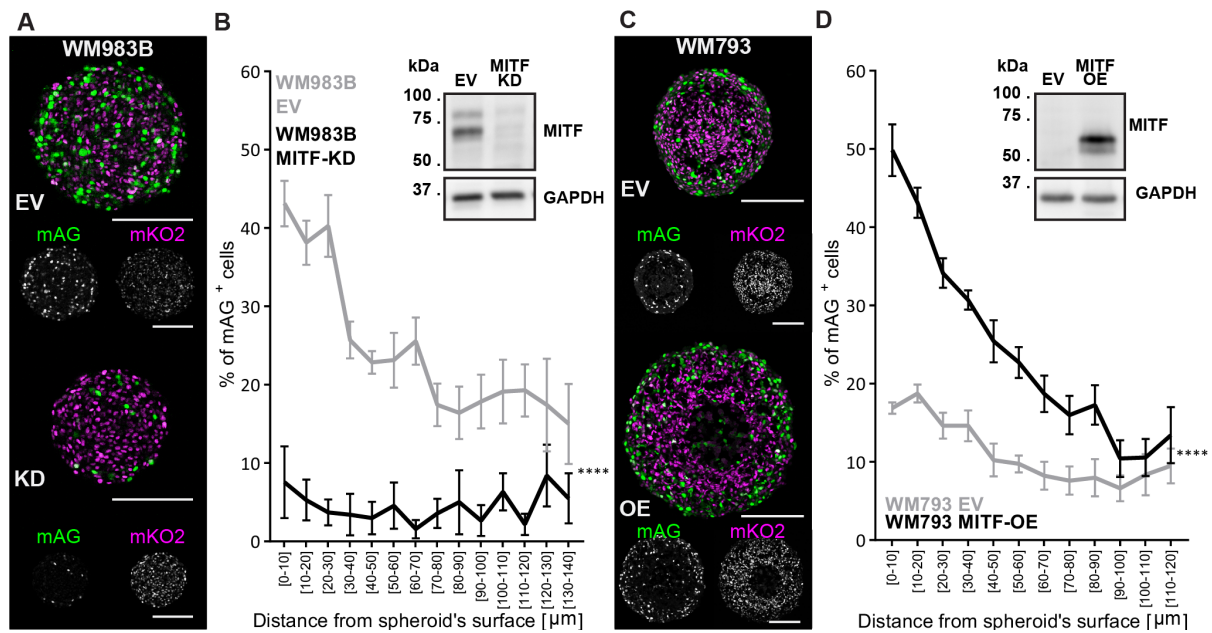 A
WM983B
EV
mAG
mKO2
KD
mAG
mKO2
B
60
50
40
30
20
10
0
% of mAG + cells
WM983B
EV
WM983B
MITF-KD
kDa
EV
MITF
KD
100
75
50
37
MITF
GAPDH
****
[0-10]
[10-20]
[20-30]
[30-40]
[40-50]
[50-60]
[60-70]
[70-80]
[80-90]
[90-100]
[100-110]
[110-120]
[120-130]
[130-140]
Distance from spheroid's surface [µm]
C
WM793
EV
mAG
mKO2
OE
mAG
mKO2
D
60
50
40
30
20
10
0
% of mAG + cells
kDa
EV
MITF
OE
100
75
50
37
MITF
GAPDH
****
WM793 EV
WM793 MITF-OE
[0-10]
[10-20]
[20-30]
[30-40]
[40-50]
[50-60]
[60-70]
[70-80]
[80-90]
[90-100]
[100-110]
[110-120]
Distance from spheroid's surface [µm]